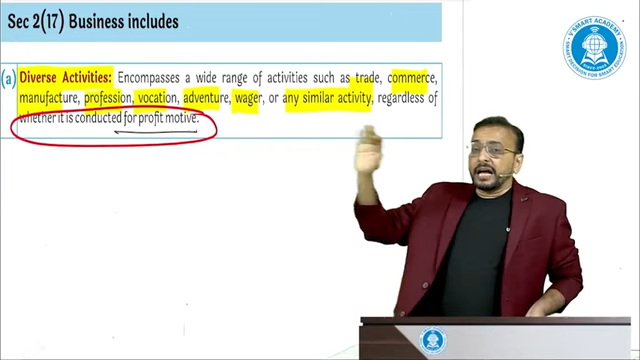 Sec 2(17) Business includes
(a) Diverse Activities: Encompasses a wide range of activities such as trade, commerce,
manufacture, profession, vocation, adventure, wager, or any similar activity, regardless of
whether it is conducted for profit motive.
V SMART ACADEMY